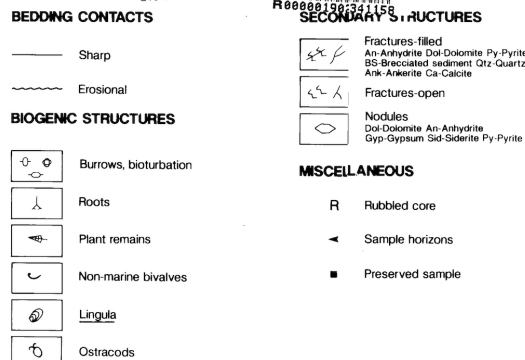 BEDDING CONTACTS
Sharp
Erosional
BIOGENIC STRUCTURES
Burrows, bioturbation
Roots
Plant remains
Non-marine bivalves
Lingula
Ostracods
R00000190:341158
SECONDARY STRUCTURES
Fractures-filled
An-Anhydrite Dol-Dolomite Py-Pyrite
BS-Brecciated sediment Qtz-Quartz
Ank-Ankerite Ca-Calcite
Fractures-open
Nodules
Dol-Dolomite An-Anhydrite
Gyp-Gypsum Sid-Siderite Py-Pyrite
MISCELLANEOUS
R Rubbled core
Sample horizons
Preserved sample